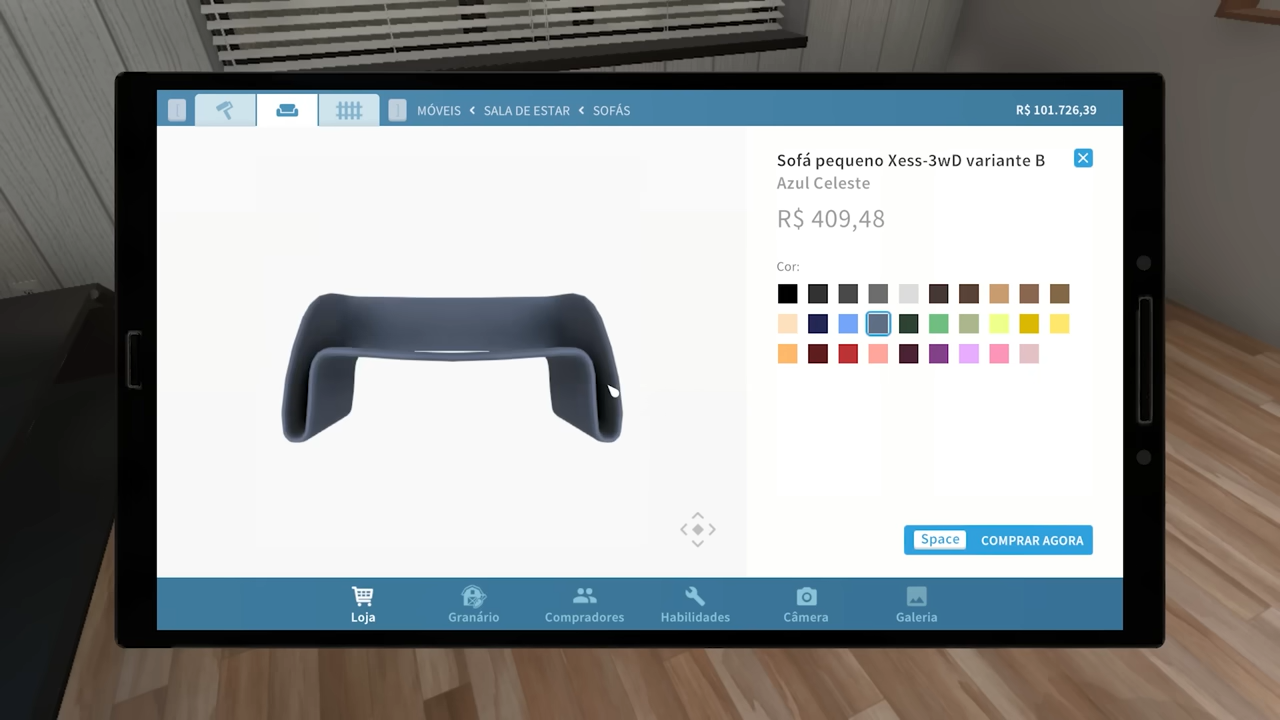 MÓVEIS < SALA DE ESTAR < SOFÁS
R$ 101.726,39
Sofá pequeno Xess-3wD variante B
Azul Celeste
R$ 409,48
Cor:
Space COMPRAR AGORA
Loja Granário Compradores Habilidades Câmera Galeria